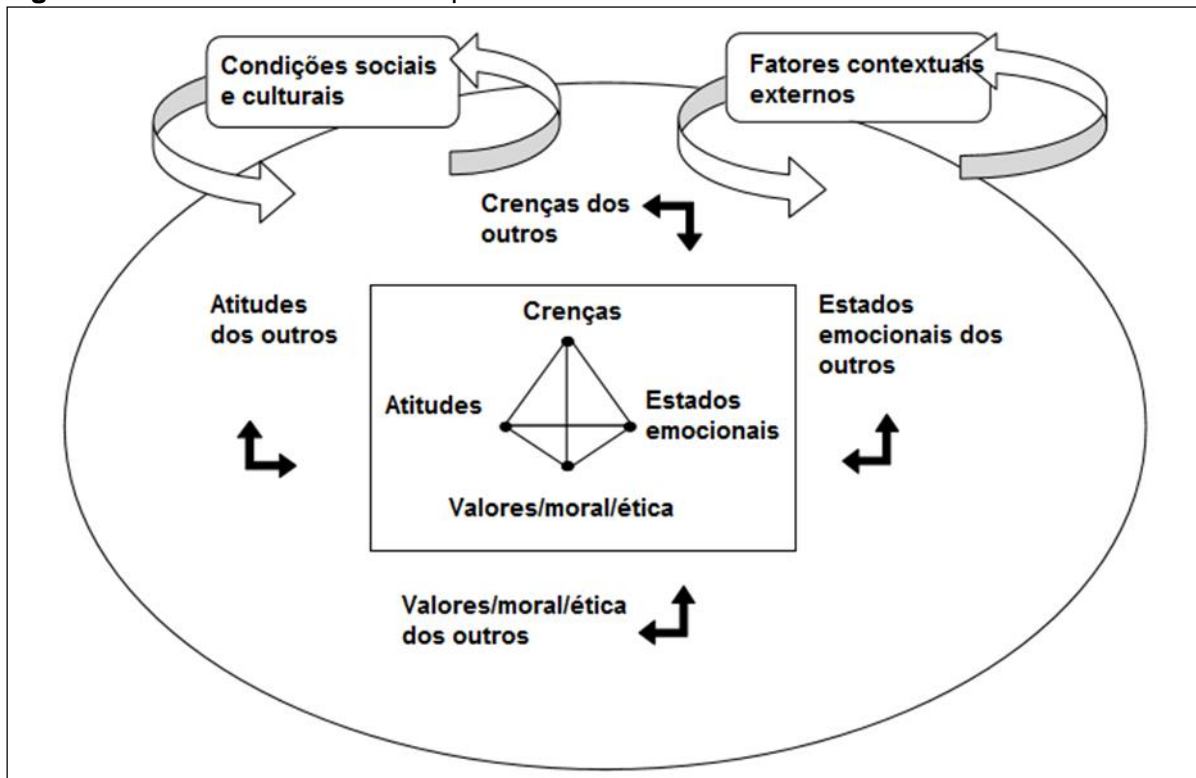 Condições sociais
e culturais
Fatores contextuais
externos
Crenças dos
outros
Atitudes
dos outros
Estados
emocionais dos
outros
Crenças
Atitudes
Estados
emocionais
Valores/moral/ética
Valores/moral/ética
dos outros